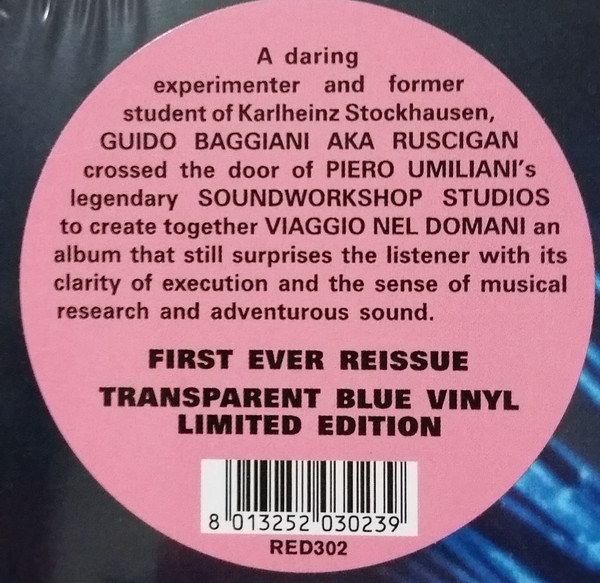 A daring
experimenter and former
student of Karlheinz Stockhausen,
GUIDO BAGGIANI AKA RUSCIGAN
crossed the door of PIERO UMILIANI's
legendary SOUNDWORKSHOP STUDIOS
to create together VIAGGIO NEL DOMANI an
album that still surprises the listener with its
clarity of execution and the sense of musical
research and adventurous sound.
FIRST EVER REISSUE
TRANSPARENT BLUE VINYL
LIMITED EDITION
8 013252 030239
RED302